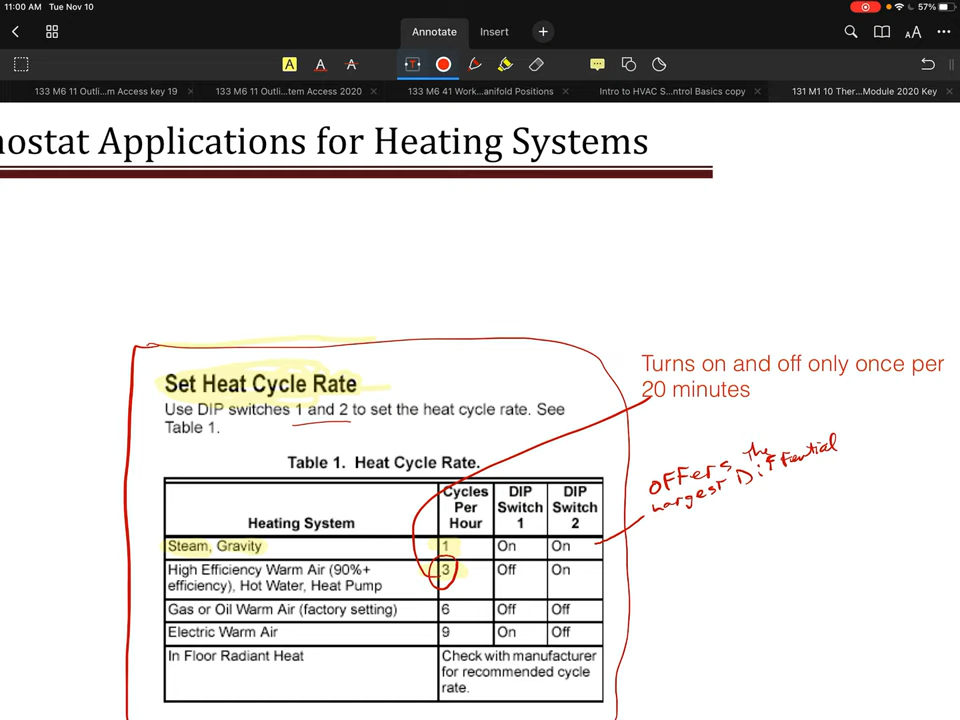 11:00 AM Tue Nov 10
57%
Annotate
Insert
133 M6 11 Outli...m Access key 19
133 M6 11 Outli...tem Access 2020
133 M6 41 Work...anifold Positions
Intro to HVAC S...ntrol Basics copy
131 M1 10 Ther...Module 2020 Key
nostat Applications for Heating Systems
Set Heat Cycle Rate
Use DIP switches 1 and 2 to set the heat cycle rate. See
Table 1.
Turns on and off only once per
20 minutes
offers the
largest Differential
Table 1. Heat Cycle Rate.
Heating System
Cycles Per Hour
DIP Switch 1
DIP Switch 2
Steam, Gravity 1 On On
High Efficiency Warm Air (90%+ 3 Off On
efficiency), Hot Water, Heat Pump
Gas or Oil Warm Air (factory setting) 6 Off Off
Electric Warm Air 9 On Off
In Floor Radiant Heat Check with manufacturer
for recommended cycle
rate.